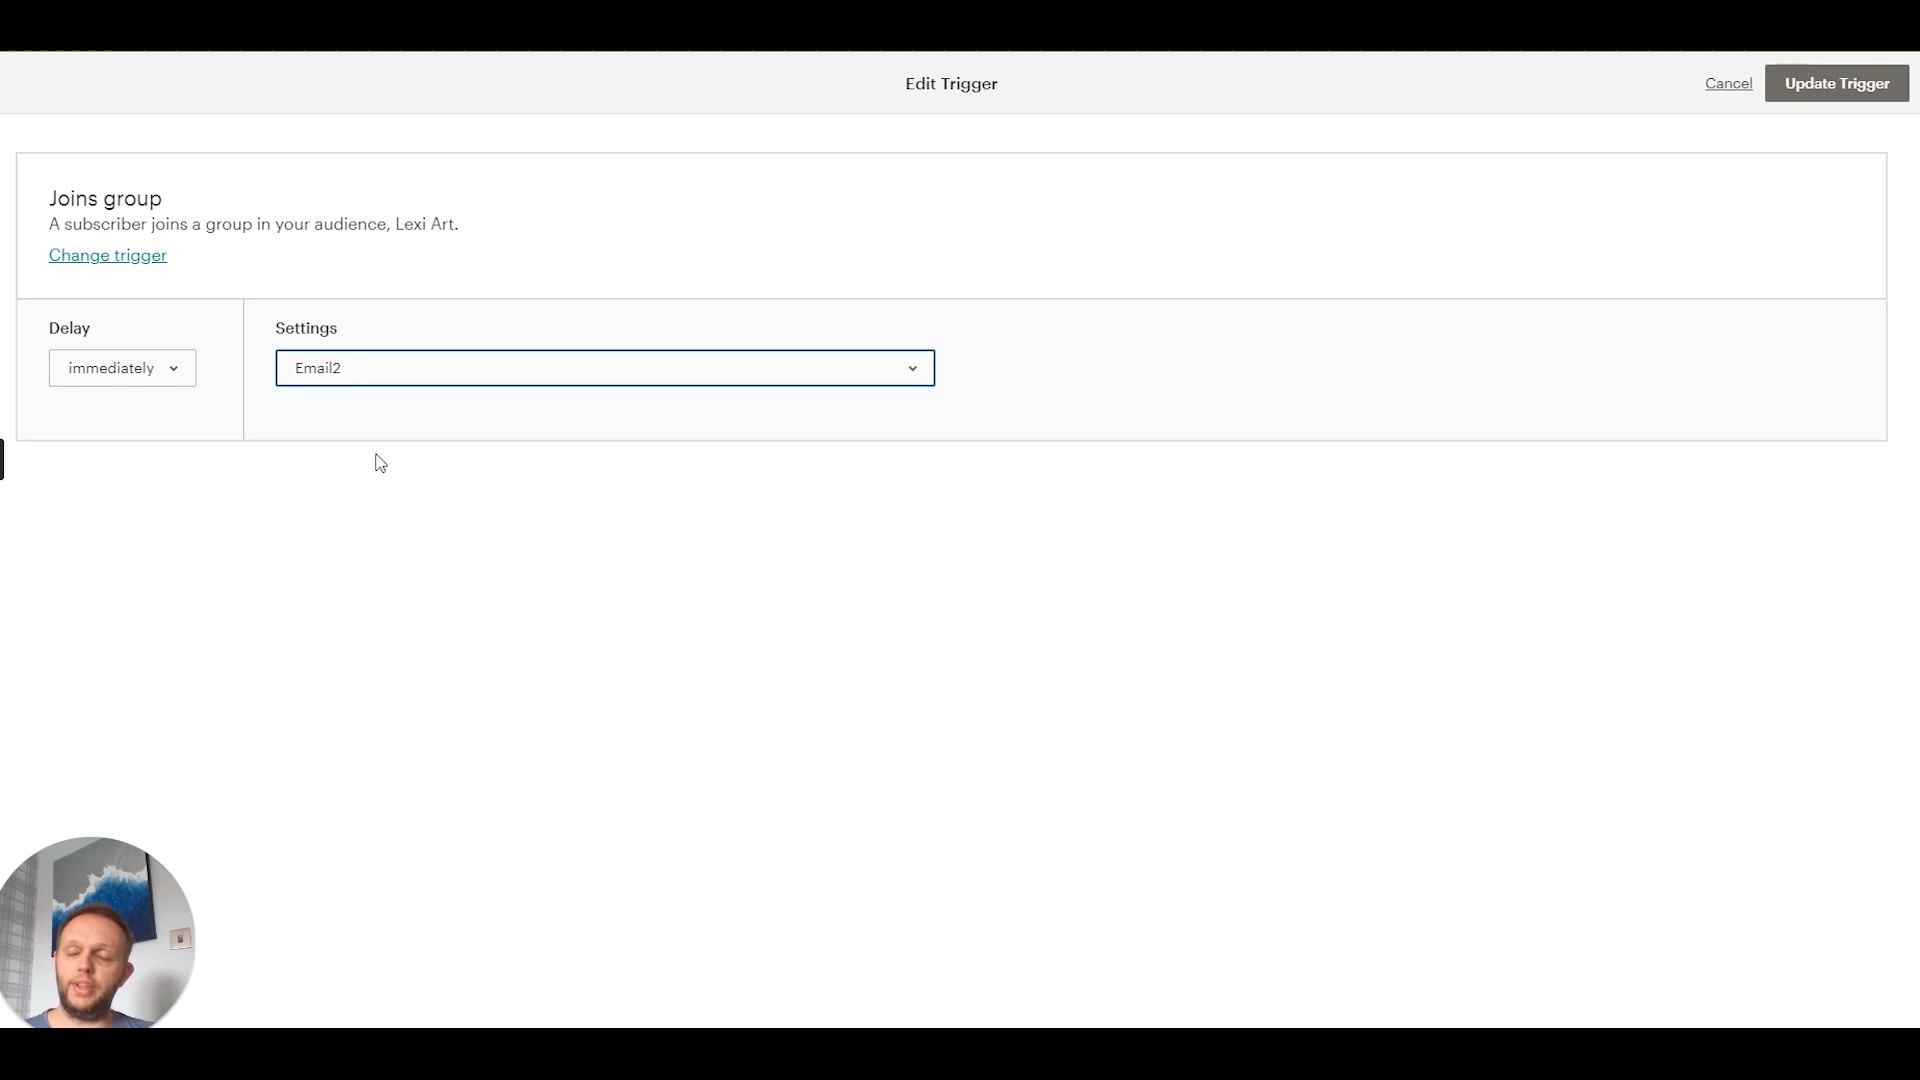 Edit Trigger
Cancel
Update Trigger
Joins group
A subscriber joins a group in your audience, Lexi Art.
Change trigger
Delay
Settings
immediately
Email2